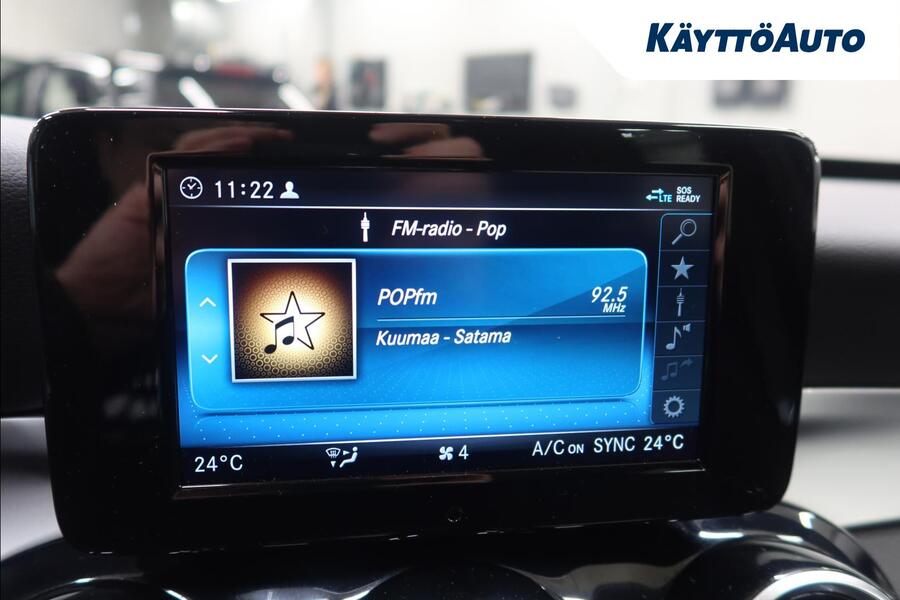 KÄYTTÖAUTO
11:22
LTE
SOS
READY
FM-radio - Pop
POPfm
92.5
MHz
Kuumaa - Satama
24°C
4
A/C ON SYNC 24°C